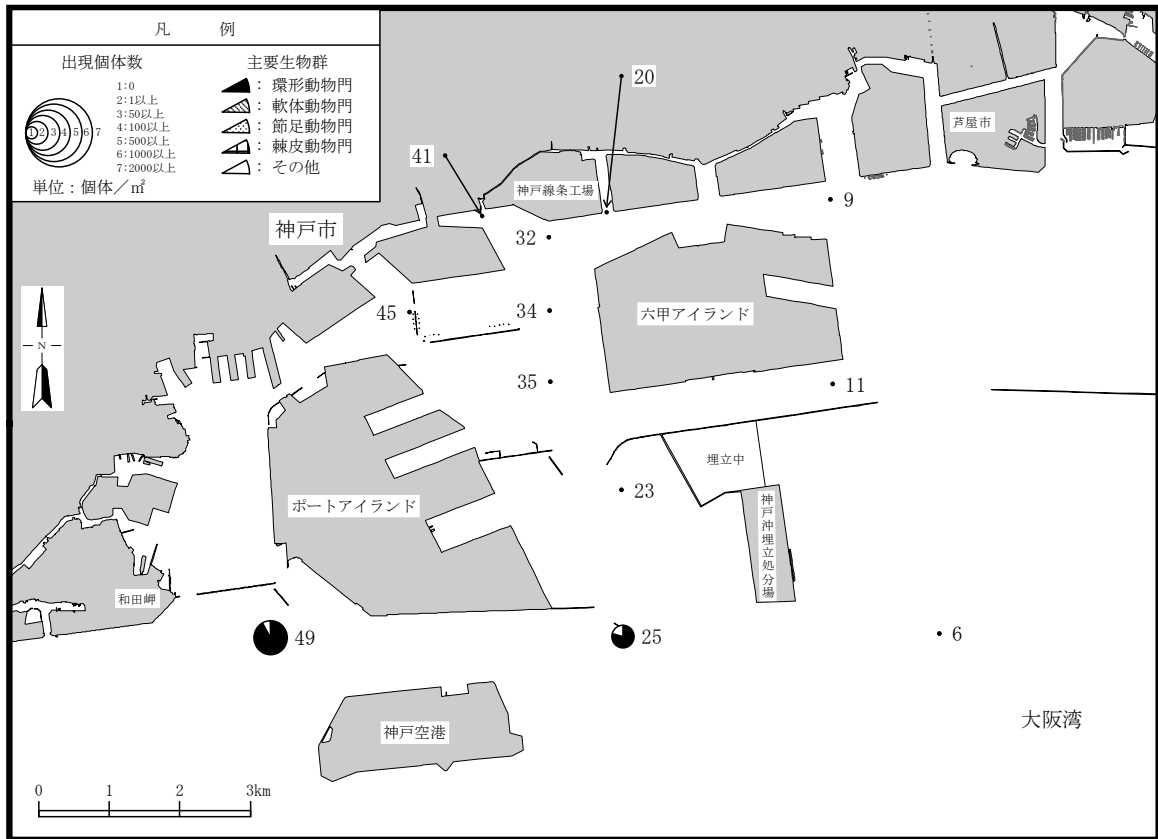 凡　例
出現個体数
1:0
2:1以上
3:50以上
4:100以上
5:500以上
6:1000以上
7:2000以上
1 2 3 4 5 6 7
単位：個体／㎡
主要生物群
：環形動物門
：軟体動物門
：節足動物門
：棘皮動物門
：その他
20
41
神戸線条工場
芦屋市
9
神戸市
32
N
45
34
六甲アイランド
35
11
埋立中
23
ポートアイランド
神戸沖埋立処分場
和田岬
49
25
6
神戸空港
大阪湾
0 1 2 3km